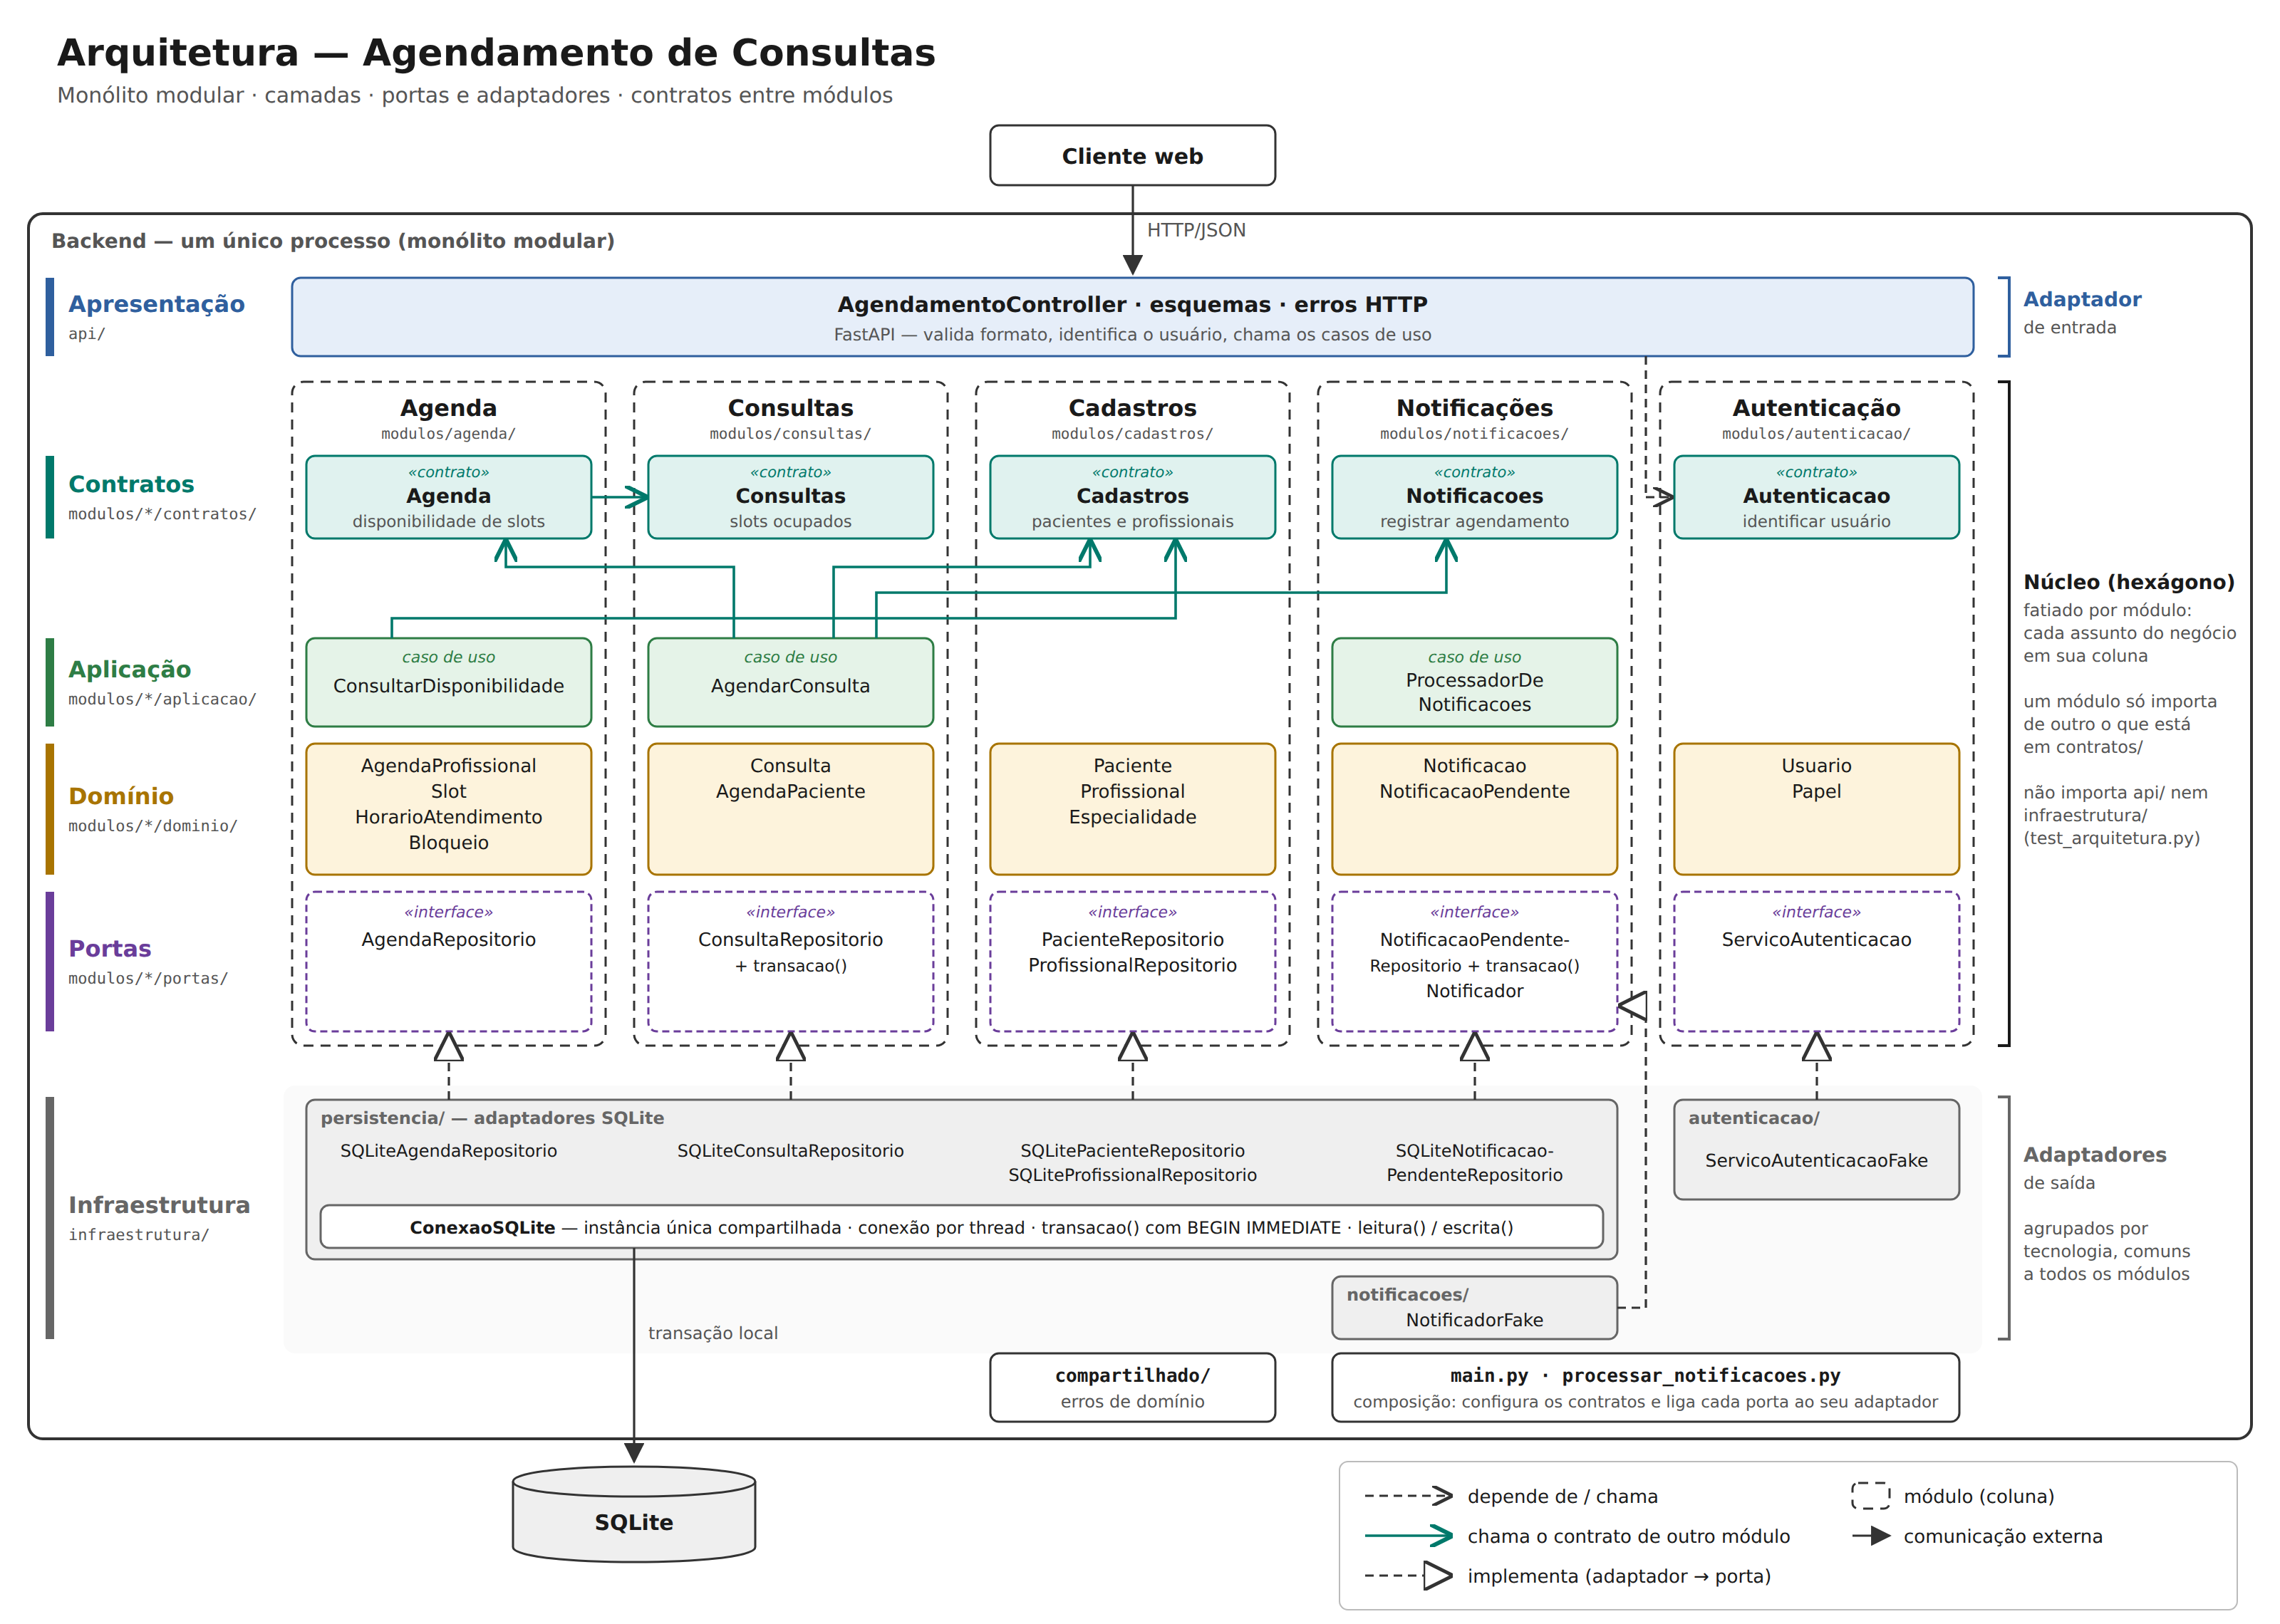 Arquitetura — Agendamento de Consultas
Monólito modular · camadas · portas e adaptadores · contratos entre módulos
Cliente web
HTTP/JSON
Backend — um único processo (monólito modular)
Apresentação
api/
AgendamentoController · esquemas · erros HTTP
FastAPI — valida formato, identifica o usuário, chama os casos de uso
Adaptador
de entrada
Agenda
modulos/agenda/
Consultas
modulos/consultas/
Cadastros
modulos/cadastros/
Notificações
modulos/notificacoes/
Autenticação
modulos/autenticacao/
Contratos
modulos/*/contratos/
«contrato»
Agenda
disponibilidade de slots
«contrato»
Consultas
slots ocupados
«contrato»
Cadastros
pacientes e profissionais
«contrato»
Notificacoes
registrar agendamento
«contrato»
Autenticacao
identificar usuário
Núcleo (hexágono)
fatiado por módulo:
cada assunto do negócio
em sua coluna
um módulo só importa
de outro o que está
em contratos/
não importa api/ nem
infraestrutura/
(test_arquitetura.py)
Aplicação
modulos/*/aplicacao/
caso de uso
ConsultarDisponibilidade
caso de uso
AgendarConsulta
caso de uso
ProcessadorDe
Notificacoes
Domínio
modulos/*/dominio/
AgendaProfissional
Slot
HorarioAtendimento
Bloqueio
Consulta
AgendaPaciente
Paciente
Profissional
Especialidade
Notificacao
NotificacaoPendente
Usuario
Papel
Portas
modulos/*/portas/
«interface»
AgendaRepositorio
«interface»
ConsultaRepositorio
+ transacao()
«interface»
PacienteRepositorio
ProfissionalRepositorio
«interface»
NotificacaoPendente-
Repositorio + transacao()
Notificador
«interface»
ServicoAutenticacao
Infraestrutura
infraestrutura/
persistencia/ — adaptadores SQLite
SQLiteAgendaRepositorio
SQLiteConsultaRepositorio
SQLitePacienteRepositorio
SQLiteProfissionalRepositorio
SQLiteNotificacao-
PendenteRepositorio
ConexaoSQLite — instância única compartilhada · conexão por thread · transacao() com BEGIN IMMEDIATE · leitura() / escrita()
autenticacao/
ServicoAutenticacaoFake
Adaptadores
de saída
agrupados por
tecnologia, comuns
a todos os módulos
notificacoes/
NotificadorFake
transação local
compartilhado/
erros de domínio
main.py · processar_notificacoes.py
composição: configura os contratos e liga cada porta ao seu adaptador
SQLite
depende de / chama
chama o contrato de outro módulo
implementa (adaptador → porta)
módulo (coluna)
comunicação externa